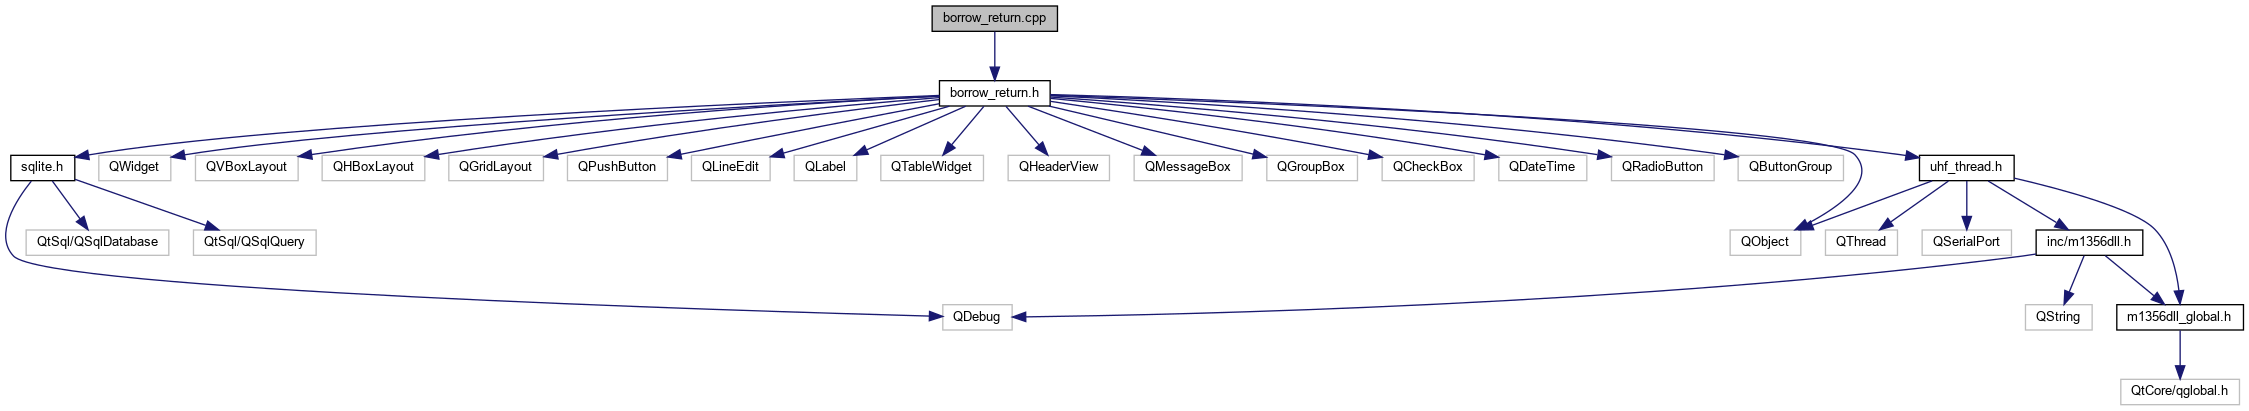 borrow_return.cpp
borrow_return.h
sqlite.h
QWidget
QVBoxLayout
QHBoxLayout
QGridLayout
QPushButton
QLineEdit
QLabel
QTableWidget
QHeaderView
QMessageBox
QGroupBox
QCheckBox
QDateTime
QRadioButton
QButtonGroup
uhf_thread.h
QtSql/QSqlDatabase
QtSql/QSqlQuery
QObject
QThread
QSerialPort
inc/m1356dll.h
QDebug
QString
m1356dll_global.h
QtCore/qglobal.h